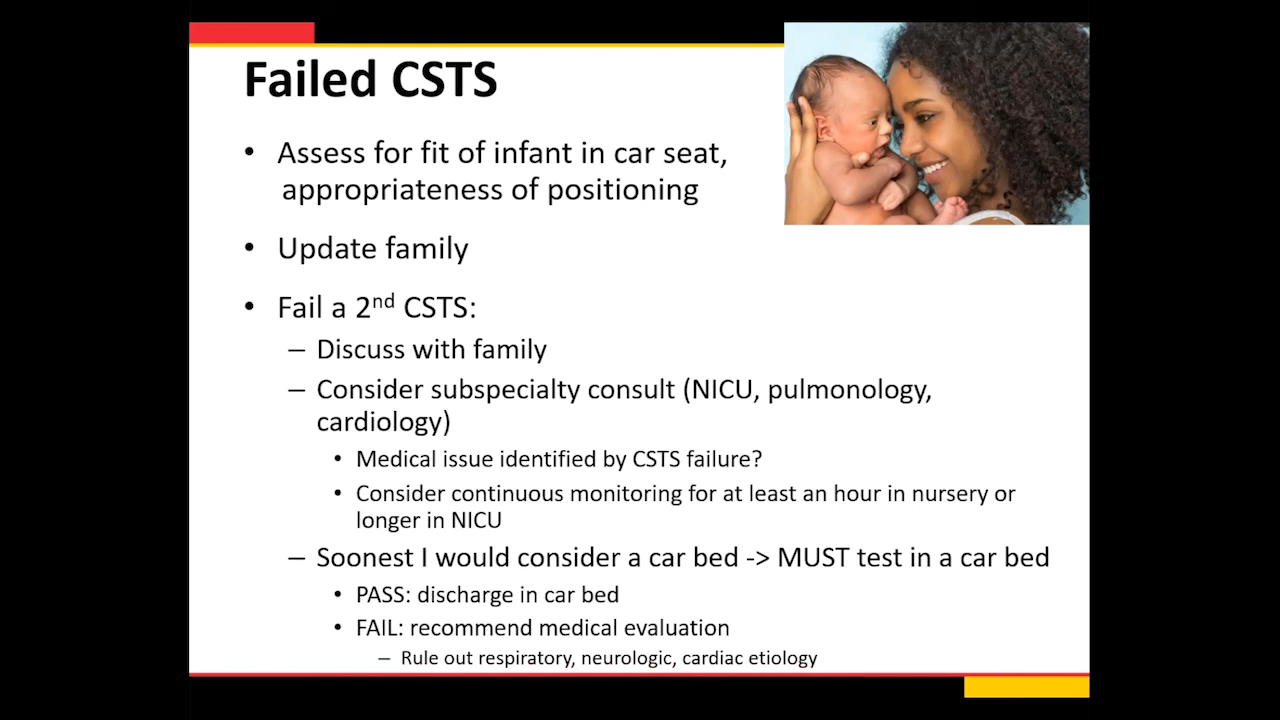 Failed CSTS
• Assess for fit of infant in car seat,
appropriateness of positioning
• Update family
• Fail a 2nd CSTS:
– Discuss with family
– Consider subspecialty consult (NICU, pulmonology,
cardiology)
• Medical issue identified by CSTS failure?
• Consider continuous monitoring for at least an hour in nursery or
longer in NICU
– Soonest I would consider a car bed -> MUST test in a car bed
• PASS: discharge in car bed
• FAIL: recommend medical evaluation
– Rule out respiratory, neurologic, cardiac etiology